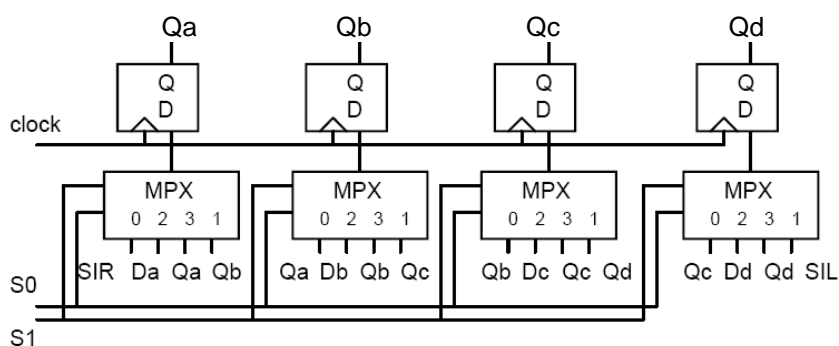 Qa Qb Qc Qd
Q Q Q Q
D D D D
clock
MPX MPX MPX MPX
0 2 3 1 0 2 3 1 0 2 3 1 0 2 3 1
SIR Da Qa Qb Qa Db Qb Qc Qb Dc Qc Qd Qc Dd Qd SIL
S0
S1